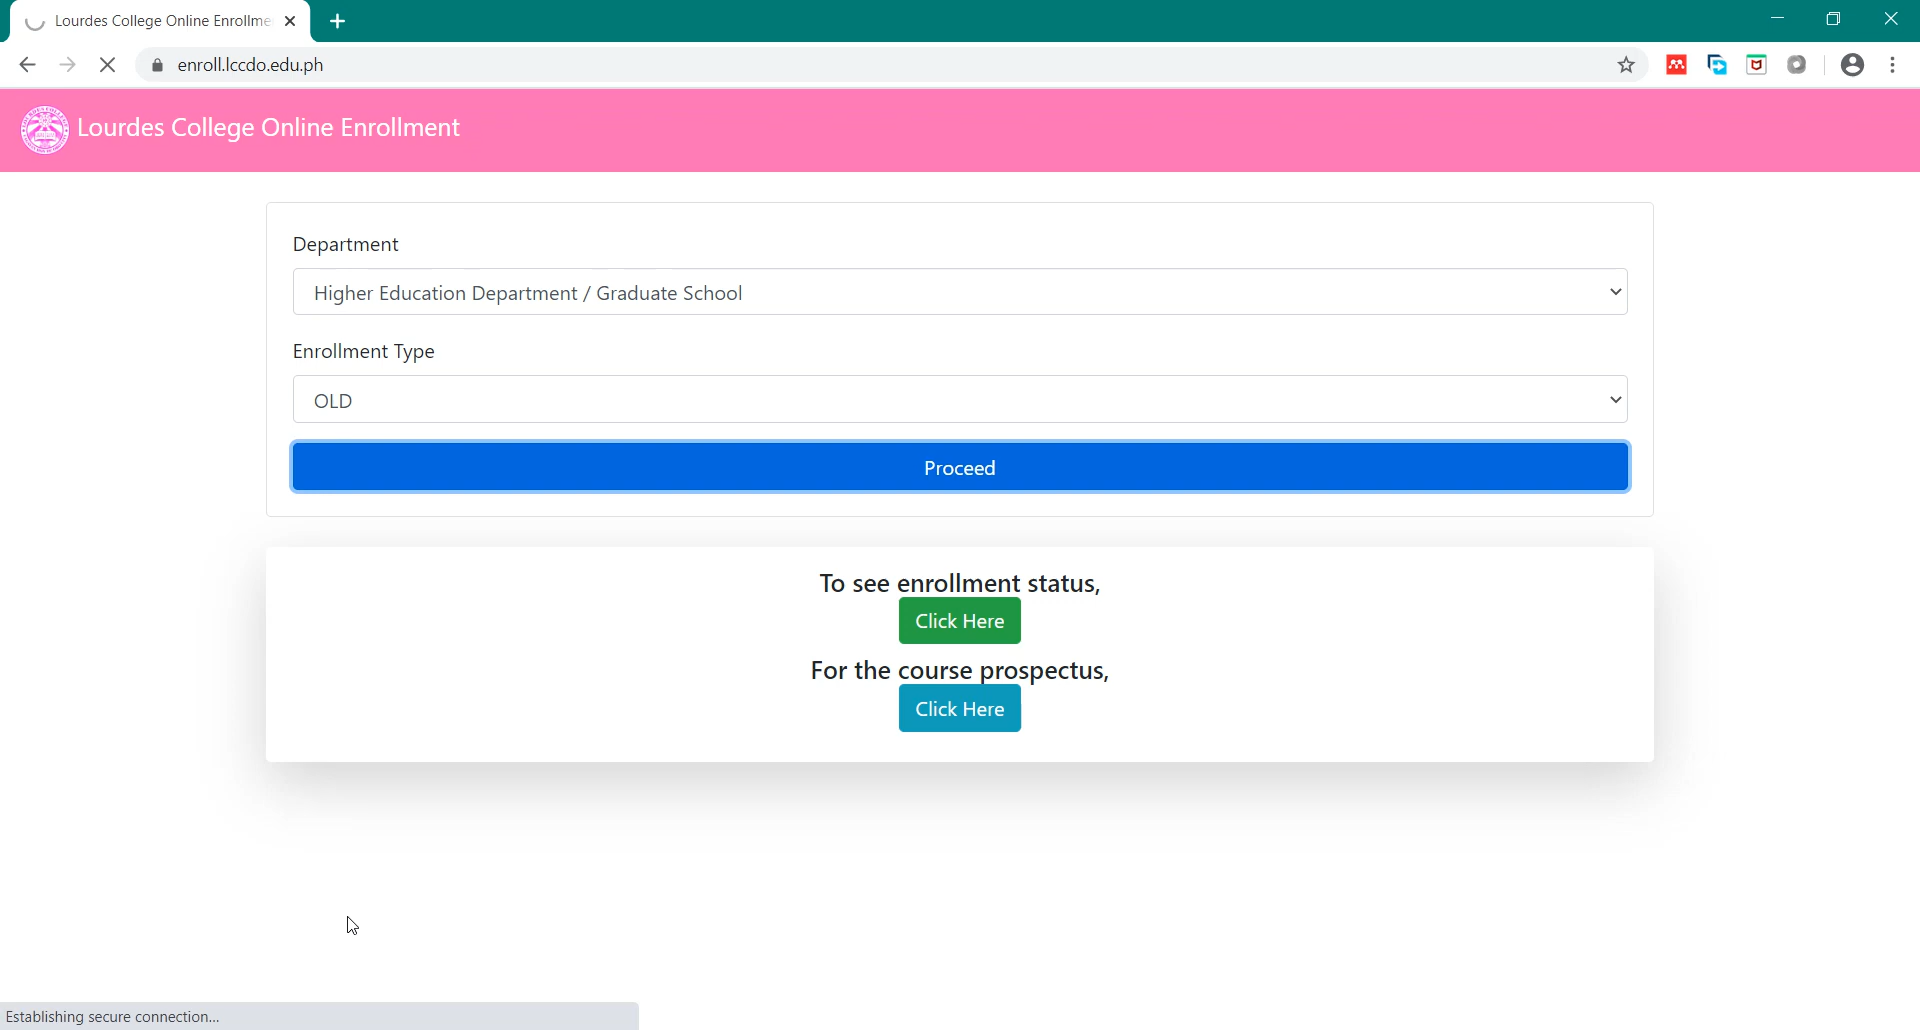 Lourdes College Online Enrollme
enroll.lccdo.edu.ph
Lourdes College Online Enrollment
Department
Higher Education Department / Graduate School
Enrollment Type
OLD
Proceed
To see enrollment status,
Click Here
For the course prospectus,
Click Here
Establishing secure connection...